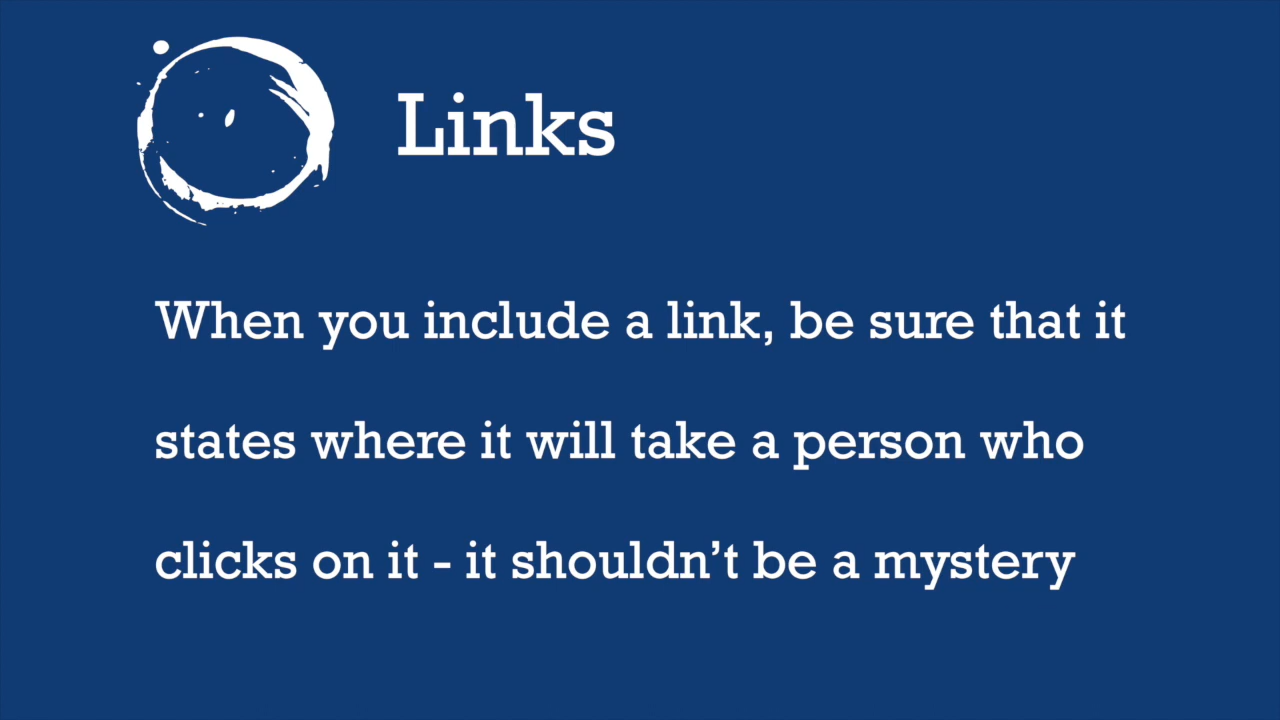 Links
When you include a link, be sure that it
states where it will take a person who
clicks on it - it shouldn’t be a mystery